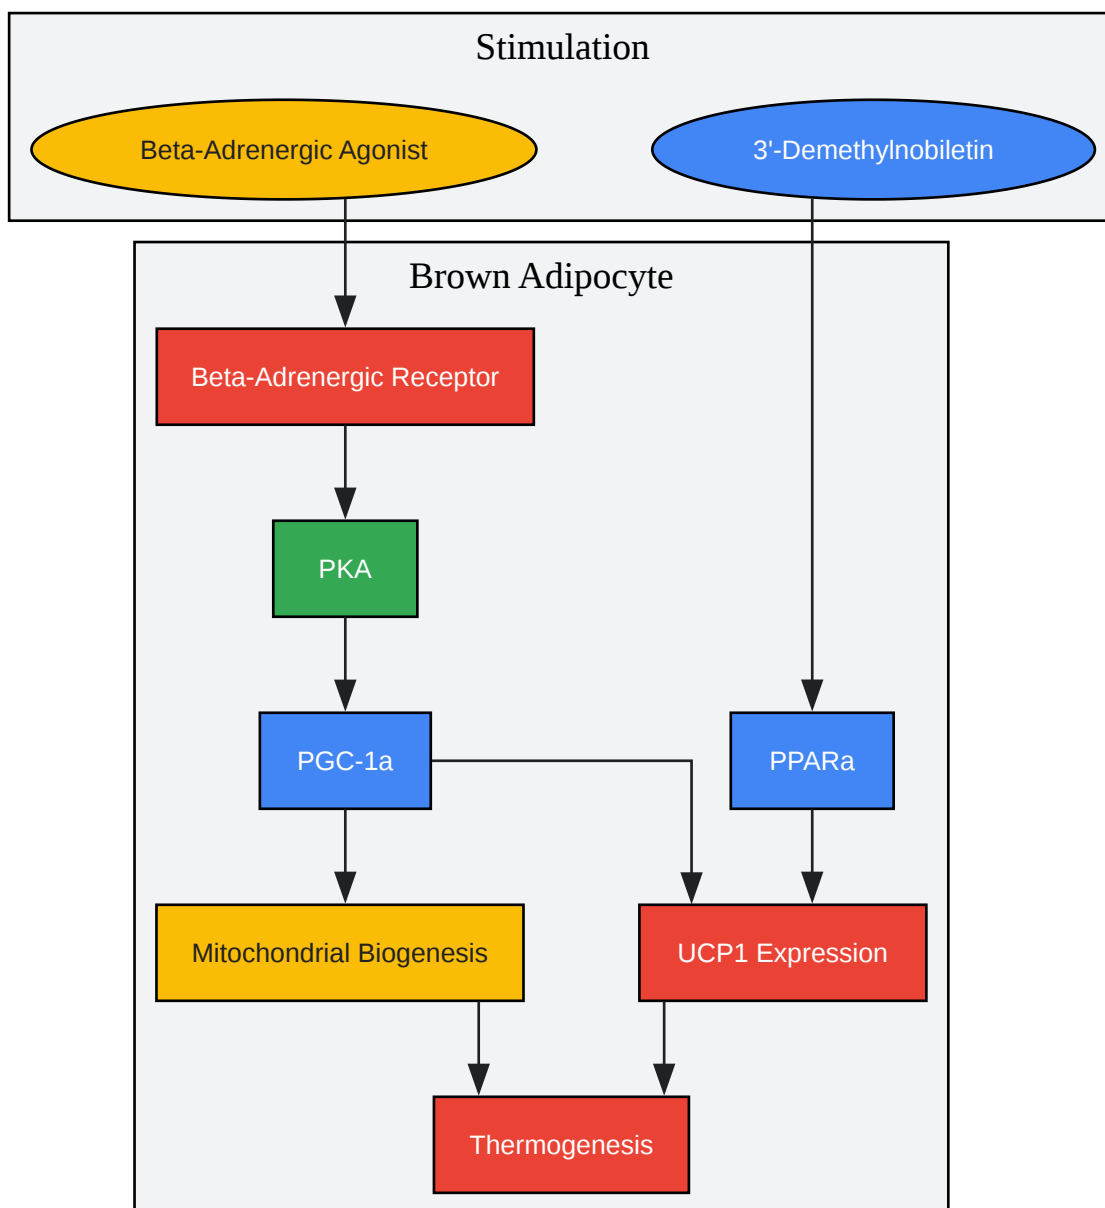 Stimulation
Beta-Adrenergic Agonist
3'-Demethylnobiletin
Brown Adipocyte
Beta-Adrenergic Receptor
PKA
PGC-1a
PPARa
Mitochondrial Biogenesis
UCP1 Expression
Thermogenesis